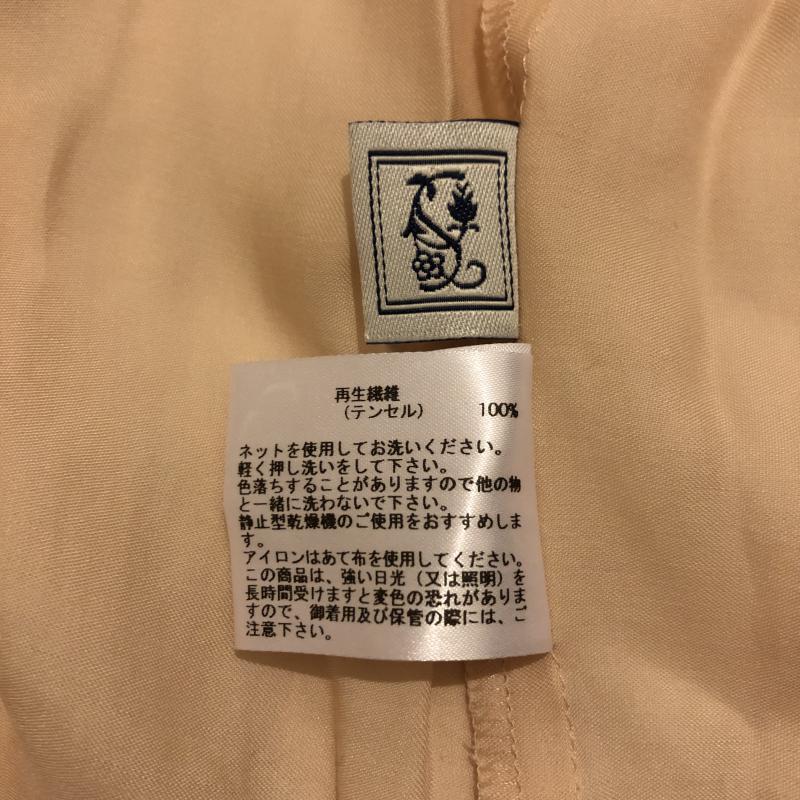 再生繊維
（テンセル） 100%
ネットを使用してお洗いください。
軽く押し洗いをして下さい。
色落ちすることがありますので他の物
と一緒に洗わないで下さい。
静止型乾燥機のご使用をおすすめしま
す。
アイロンはあて布を使用してください。
この商品は、強い日光（又は照明）を
長時間受けますと変色の恐れがありま
すので、御着用及び保管の際には、ご
注意下さい。